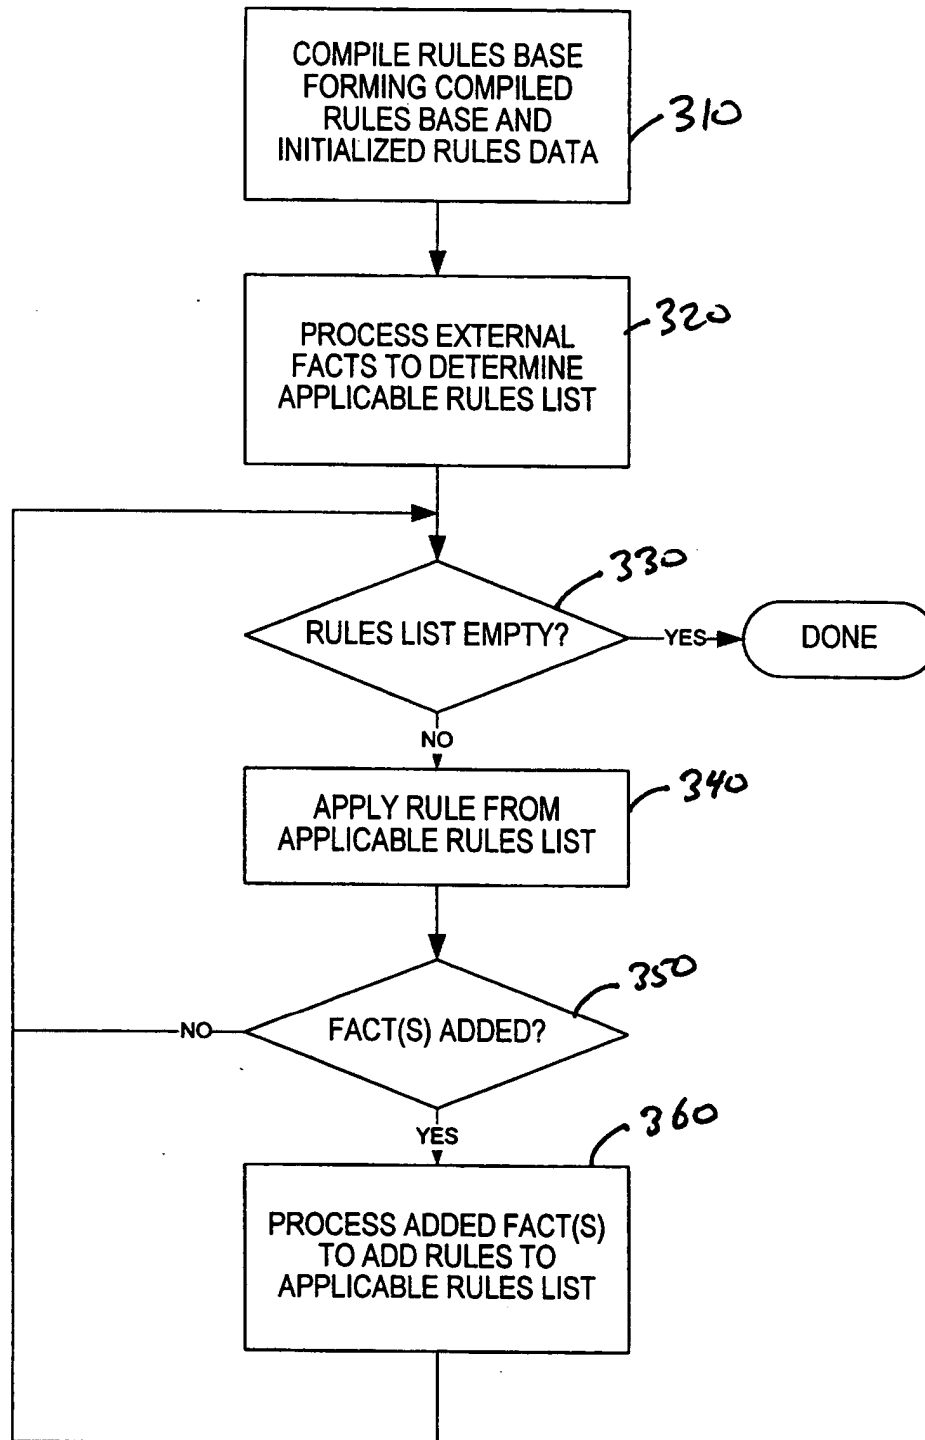 COMPILE RULES BASE
FORMING COMPILED
RULES BASE AND
INITIALIZED RULES DATA
310
PROCESS EXTERNAL
FACTS TO DETERMINE
APPLICABLE RULES LIST
320
330
RULES LIST EMPTY?
YES
DONE
NO
APPLY RULE FROM
APPLICABLE RULES LIST
340
350
FACT(S) ADDED?
NO
YES
360
PROCESS ADDED FACT(S)
TO ADD RULES TO
APPLICABLE RULES LIST